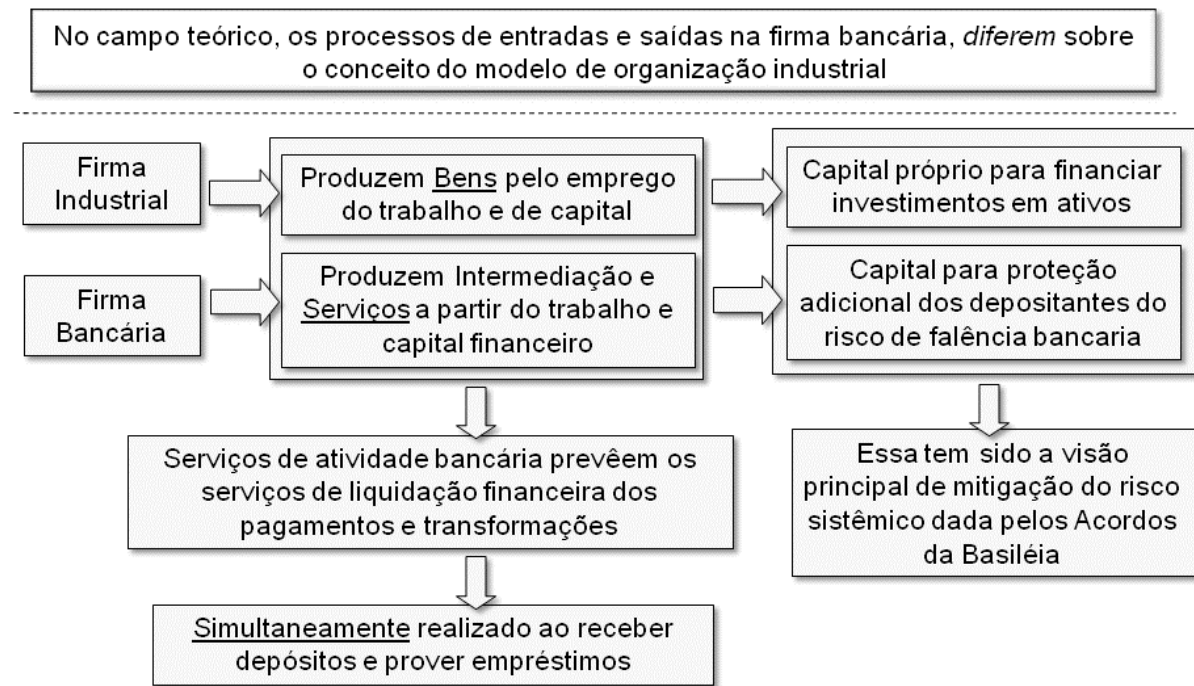 No campo teórico, os processos de entradas e saídas na firma bancária, diferem sobre
o conceito do modelo de organização industrial
Firma
Industrial
Produzem Bens pelo emprego
do trabalho e de capital
Capital próprio para financiar
investimentos em ativos
Firma
Bancária
Produzem Intermediação e
Serviços a partir do trabalho e
capital financeiro
Capital para proteção
adicional dos depositantes do
risco de falência bancaria
Serviços de atividade bancária prevêem os
serviços de liquidação financeira dos
pagamentos e transformações
Essa tem sido a visão
principal de mitigação do risco
sistêmico dada pelos Acordos
da Basiléia
Simultaneamente realizado ao receber
depósitos e prover empréstimos